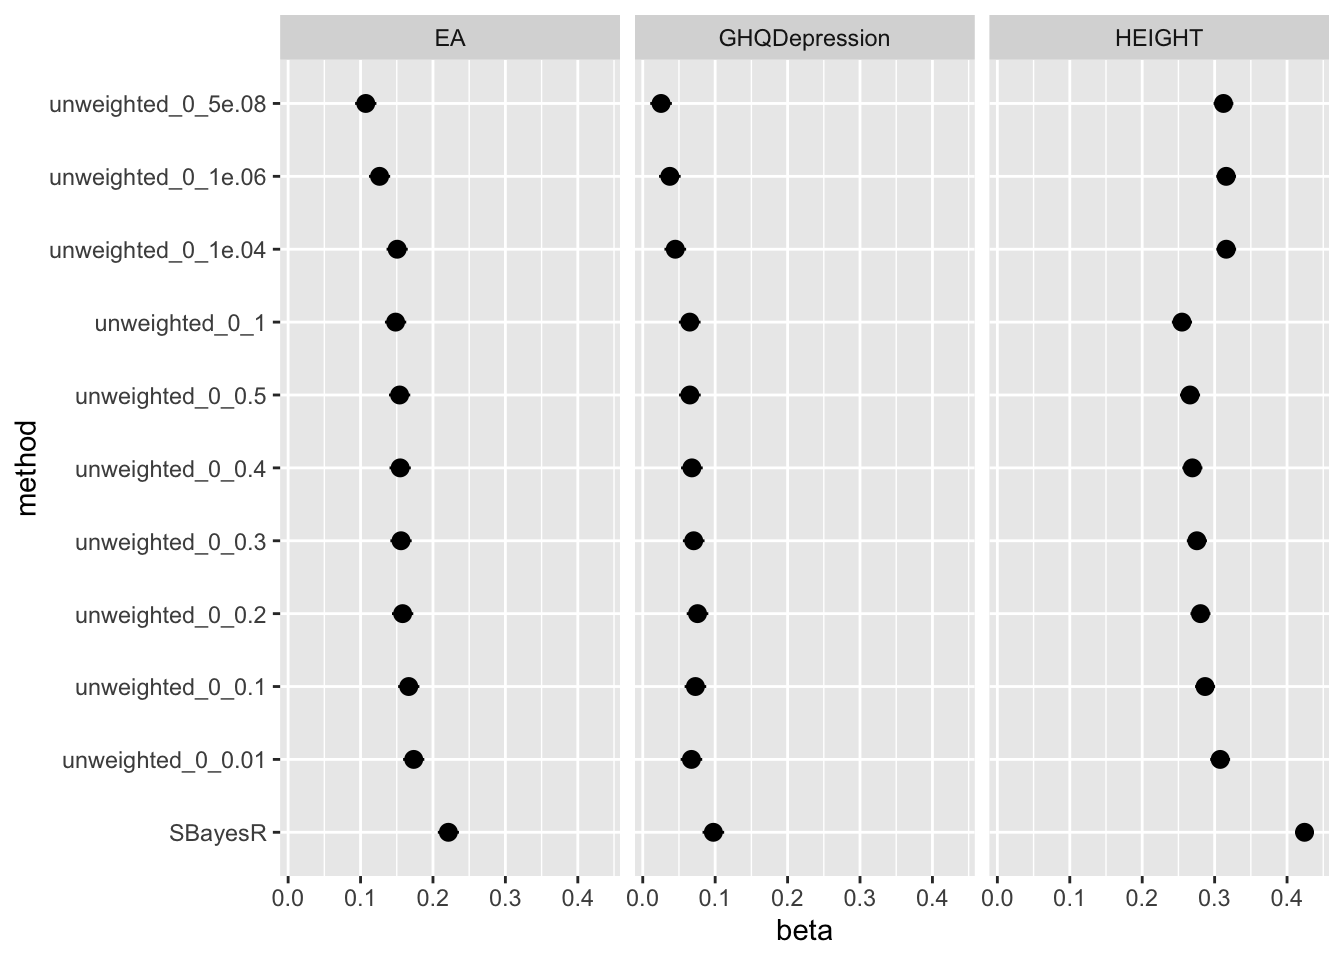 EA GHQDepression HEIGHT
unweighted_0_5e.08
unweighted_0_1e.06
unweighted_0_1e.04
unweighted_0_1
unweighted_0_0.5
unweighted_0_0.4
unweighted_0_0.3
unweighted_0_0.2
unweighted_0_0.1
unweighted_0_0.01
SBayesR
method
0.0 0.1 0.2 0.3 0.4 0.0 0.1 0.2 0.3 0.4 0.0 0.1 0.2 0.3 0.4
beta